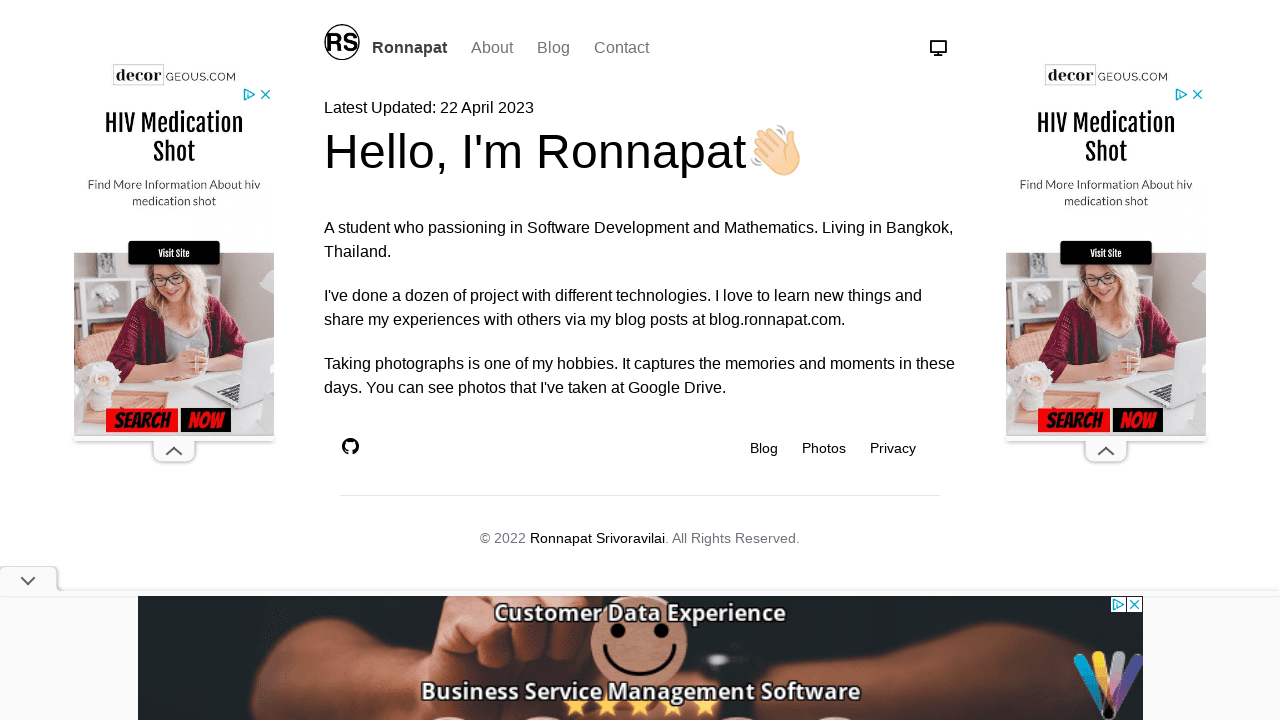 RS
Ronnapat About Blog Contact
Latest Updated: 22 April 2023
Hello, I'm Ronnapat
A student who passioning in Software Development and Mathematics. Living in Bangkok,
Thailand.
I've done a dozen of project with different technologies. I love to learn new things and
share my experiences with others via my blog posts at blog.ronnapat.com.
Taking photographs is one of my hobbies. It captures the memories and moments in these
days. You can see photos that I've taken at Google Drive.
Blog Photos Privacy
© 2022 Ronnapat Srivoravilai. All Rights Reserved.
decor GEOUS.COM
HIV Medication
Shot
Find More Information About hiv
medication shot
Visit Site
SEARCH NOW
decor GEOUS.COM
HIV Medication
Shot
Find More Information About hiv
medication shot
Visit Site
SEARCH NOW
Customer Data Experience
Business Service Management Software